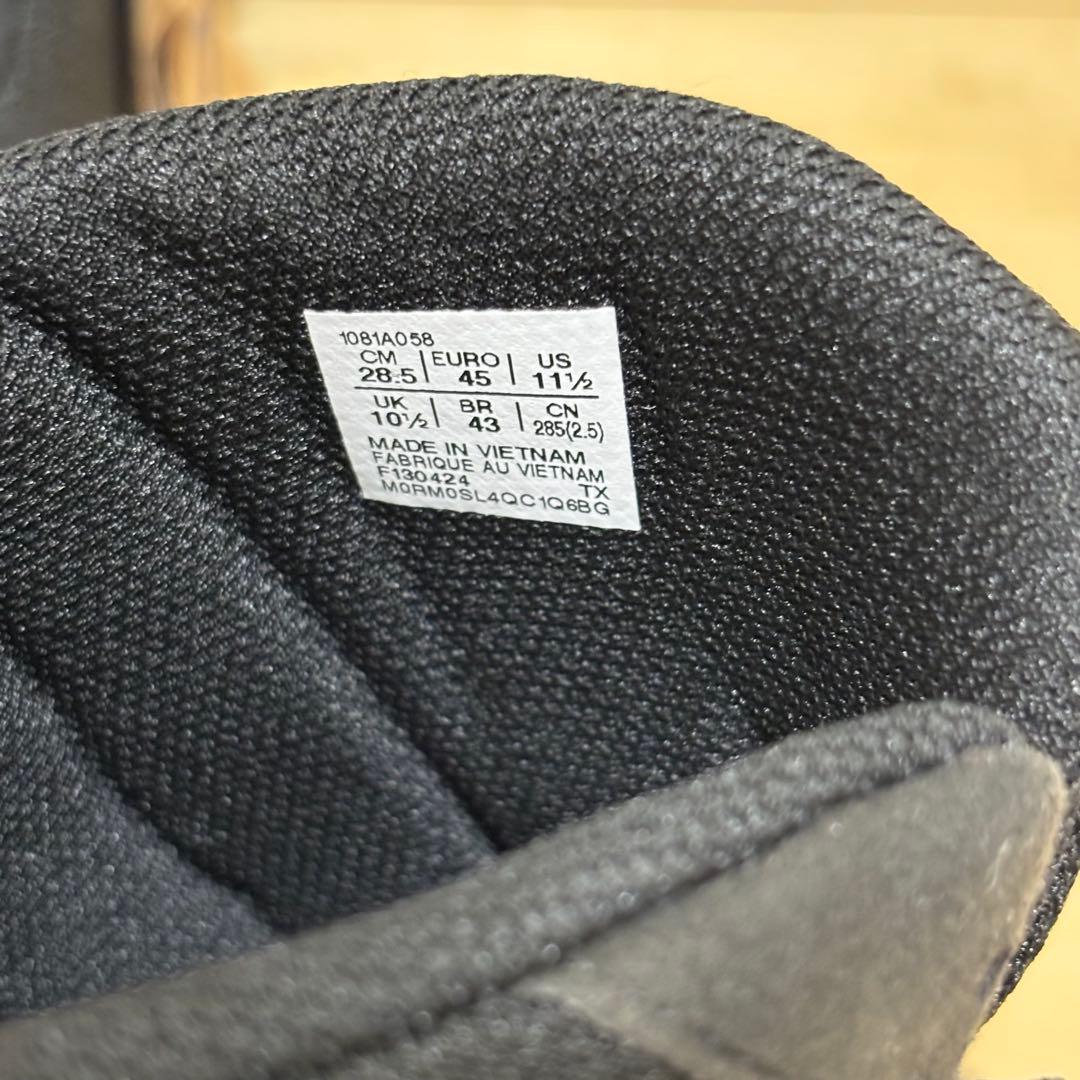 1081A058
CM | EURO | US
28.5 | 45 | 11½
UK | BR | CN
10½ | 43 | 285(2.5)
MADE IN VIETNAM
FABRIQUE AU VIETNAM
F130424 TX
M0RM0SL4QC1Q6BG